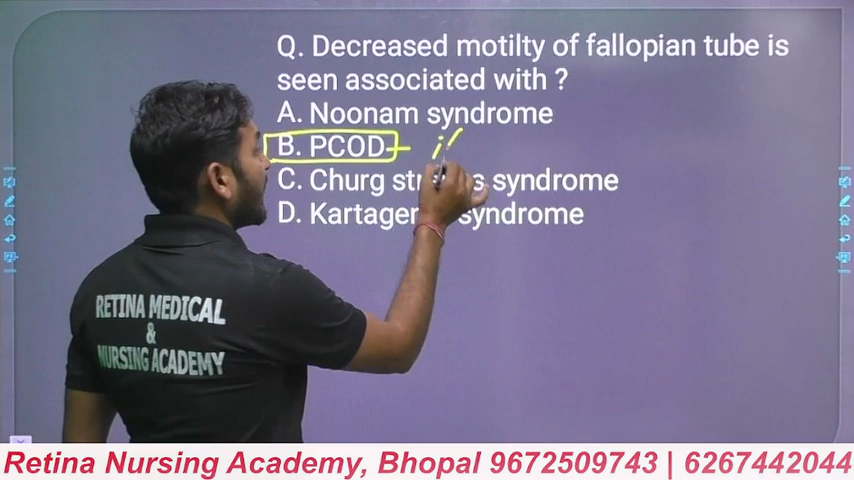 Q. Decreased motilty of fallopian tube is
seen associated with ?
A. Noonam syndrome
B. PCOD
C. Churg syndrome
D. syndrome
RETINA MEDICAL
&
NURSING ACADEMY
Retina Nursing Academy, Bhopal 9672509743 | 6267442044